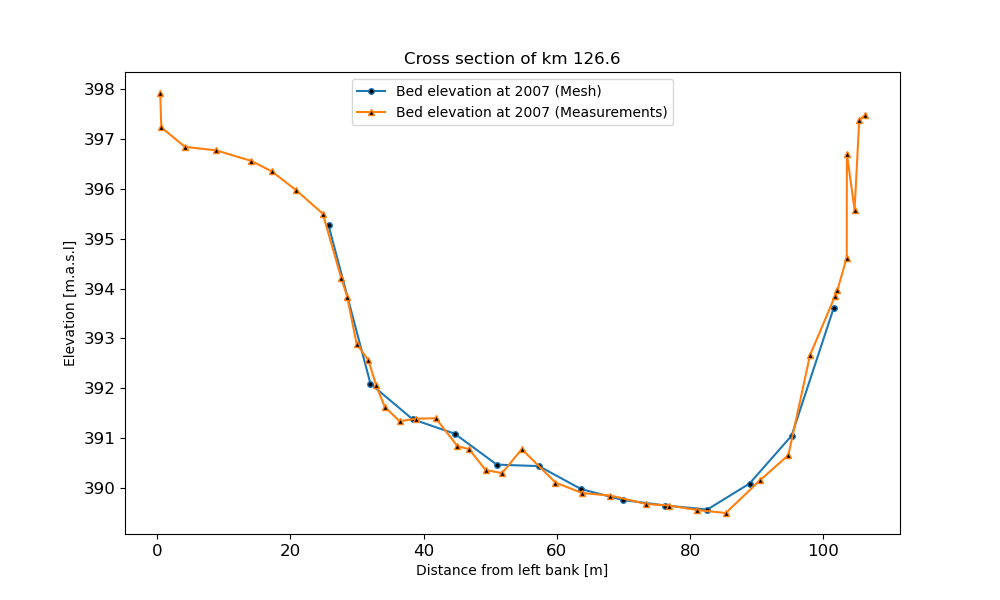 Cross section of km 126.6
Bed elevation at 2007 (Mesh)
Bed elevation at 2007 (Measurements)
398
397
396
395
394
393
392
391
390
Elevation [m.a.s.l]
0 20 40 60 80 100
Distance from left bank [m]